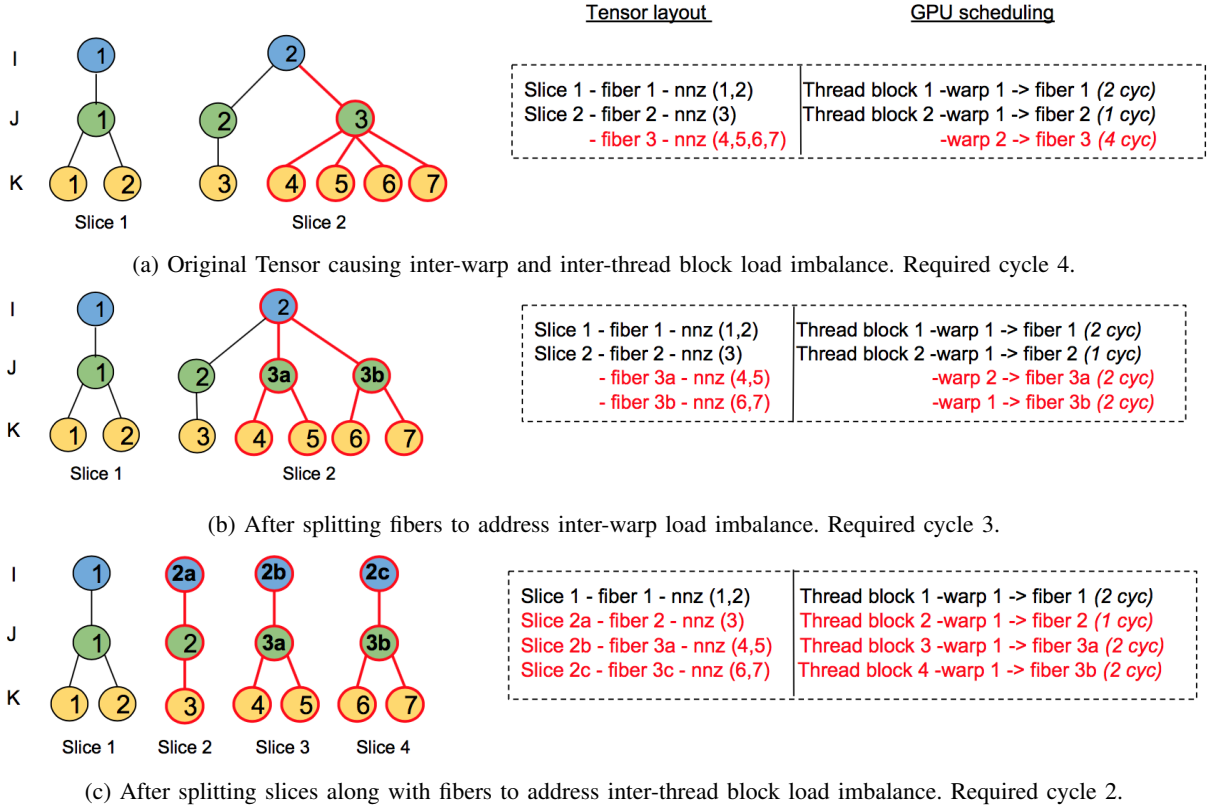 Tensor layout GPU scheduling
I 1 2
J 1 2 3
K 1 2 3 4 5 6 7
Slice 1 Slice 2
Slice 1 - fiber 1 - nnz (1,2) Thread block 1 -warp 1 -> fiber 1 (2 cyc)
Slice 2 - fiber 2 - nnz (3) Thread block 2 -warp 1 -> fiber 2 (1 cyc)
- fiber 3 - nnz (4,5,6,7) -warp 2 -> fiber 3 (4 cyc)
(a) Original Tensor causing inter-warp and inter-thread block load imbalance. Required cycle 4.
I 1 2
J 1 2 3a 3b
K 1 2 3 4 5 6 7
Slice 1 Slice 2
Slice 1 - fiber 1 - nnz (1,2) Thread block 1 -warp 1 -> fiber 1 (2 cyc)
Slice 2 - fiber 2 - nnz (3) Thread block 2 -warp 1 -> fiber 2 (1 cyc)
- fiber 3a - nnz (4,5) -warp 2 -> fiber 3a (2 cyc)
- fiber 3b - nnz (6,7) -warp 1 -> fiber 3b (2 cyc)
(b) After splitting fibers to address inter-warp load imbalance. Required cycle 3.
I 1 2a 2b 2c
J 1 2 3a 3b
K 1 2 3 4 5 6 7
Slice 1 Slice 2 Slice 3 Slice 4
Slice 1 - fiber 1 - nnz (1,2) Thread block 1 -warp 1 -> fiber 1 (2 cyc)
Slice 2a - fiber 2 - nnz (3) Thread block 2 -warp 1 -> fiber 2 (1 cyc)
Slice 2b - fiber 3a - nnz (4,5) Thread block 3 -warp 1 -> fiber 3a (2 cyc)
Slice 2c - fiber 3c - nnz (6,7) Thread block 4 -warp 1 -> fiber 3b (2 cyc)
(c) After splitting slices along with fibers to address inter-thread block load imbalance. Required cycle 2.